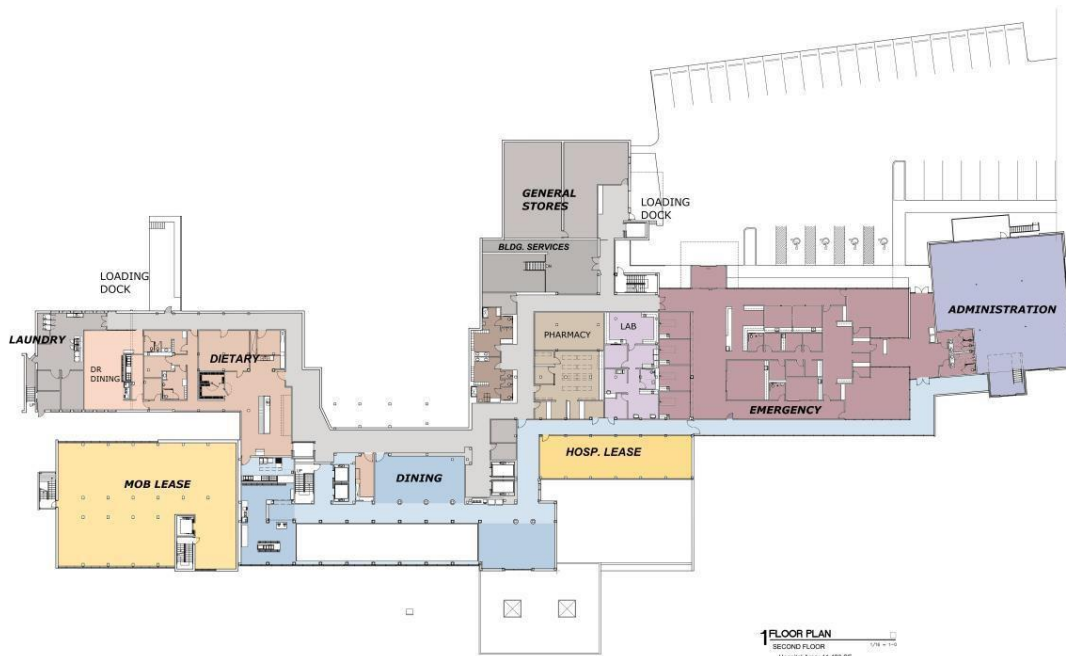 GENERAL
STORES
LOADING
DOCK
BLDG. SERVICES
LOADING
DOCK
ADMINISTRATION
LAUNDRY
PHARMACY
LAB
DIETARY
DR
DINING
EMERGENCY
HOSP. LEASE
MOB LEASE
DINING
UP
1 FLOOR PLAN
SECOND FLOOR